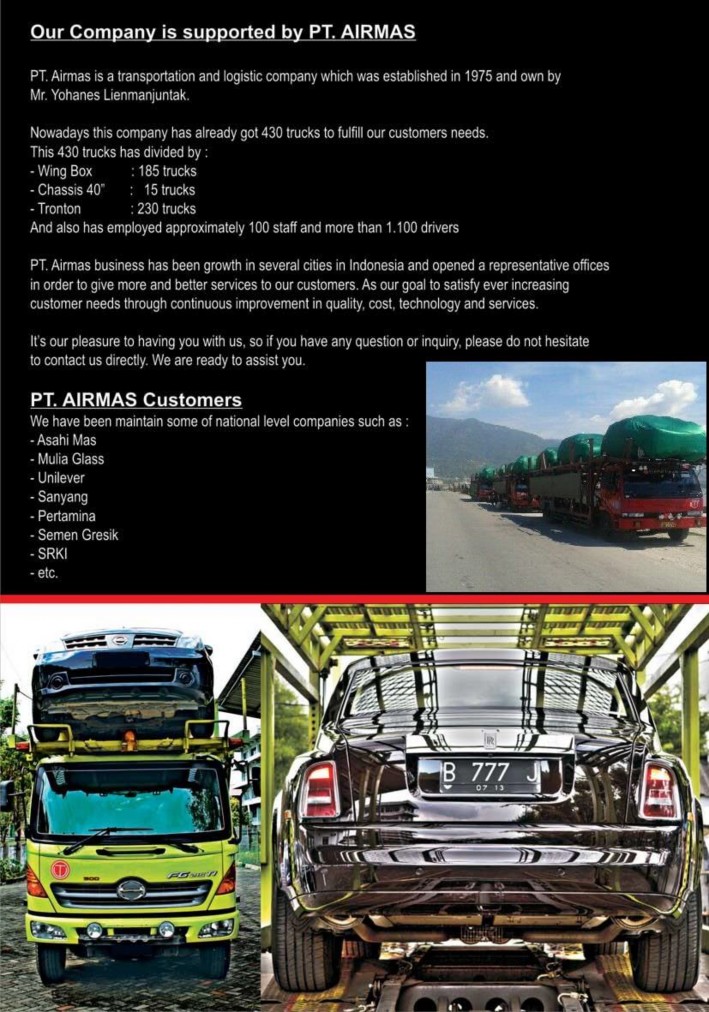 Our Company is supported by PT. AIRMAS
PT. Airmas is a transportation and logistic company which was established in 1975 and own by
Mr. Yohanes Lienmanjuntak.
Nowadays this company has already got 430 trucks to fulfill our customers needs.
This 430 trucks has divided by :
- Wing Box : 185 trucks
- Chassis 40” : 15 trucks
- Tronton : 230 trucks
And also has employed approximately 100 staff and more than 1.100 drivers
PT. Airmas business has been growth in several cities in Indonesia and opened a representative offices
in order to give more and better services to our customers. As our goal to satisfy ever increasing
customer needs through continuous improvement in quality, cost, technology and services.
It's our pleasure to having you with us, so if you have any question or inquiry, please do not hesitate
to contact us directly. We are ready to assist you.
PT. AIRMAS Customers
We have been maintain some of national level companies such as :
- Asahi Mas
- Mulia Glass
- Unilever
- Sanyang
- Pertamina
- Semen Gresik
- SRKI
- etc.
B 777 J
07 13
T
300
FG